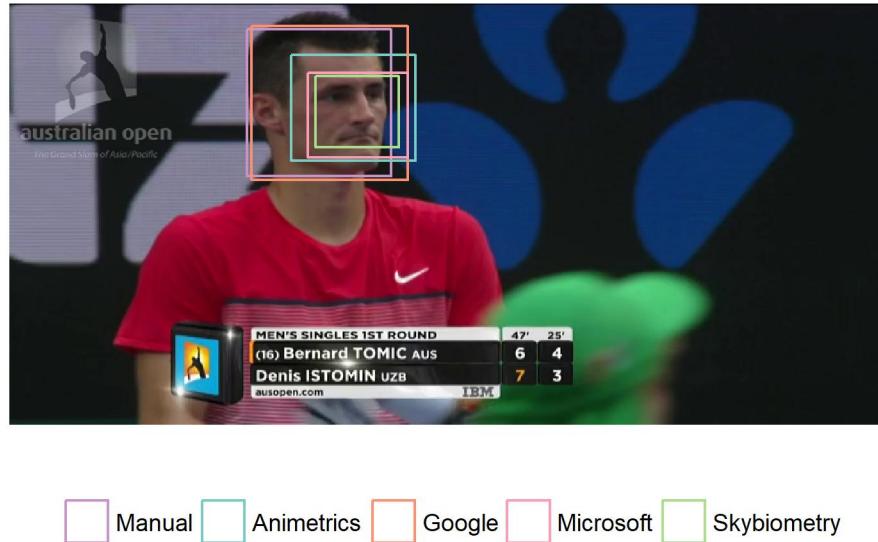 australian open
The Grand Slam of Asia/Pacific
MEN'S SINGLES 1ST ROUND 47' 25'
(16) Bernard TOMIC AUS 6 4
Denis ISTOMIN UZB 7 3
ausopen.com IBM
Manual Animetrics Google Microsoft Skybiometry